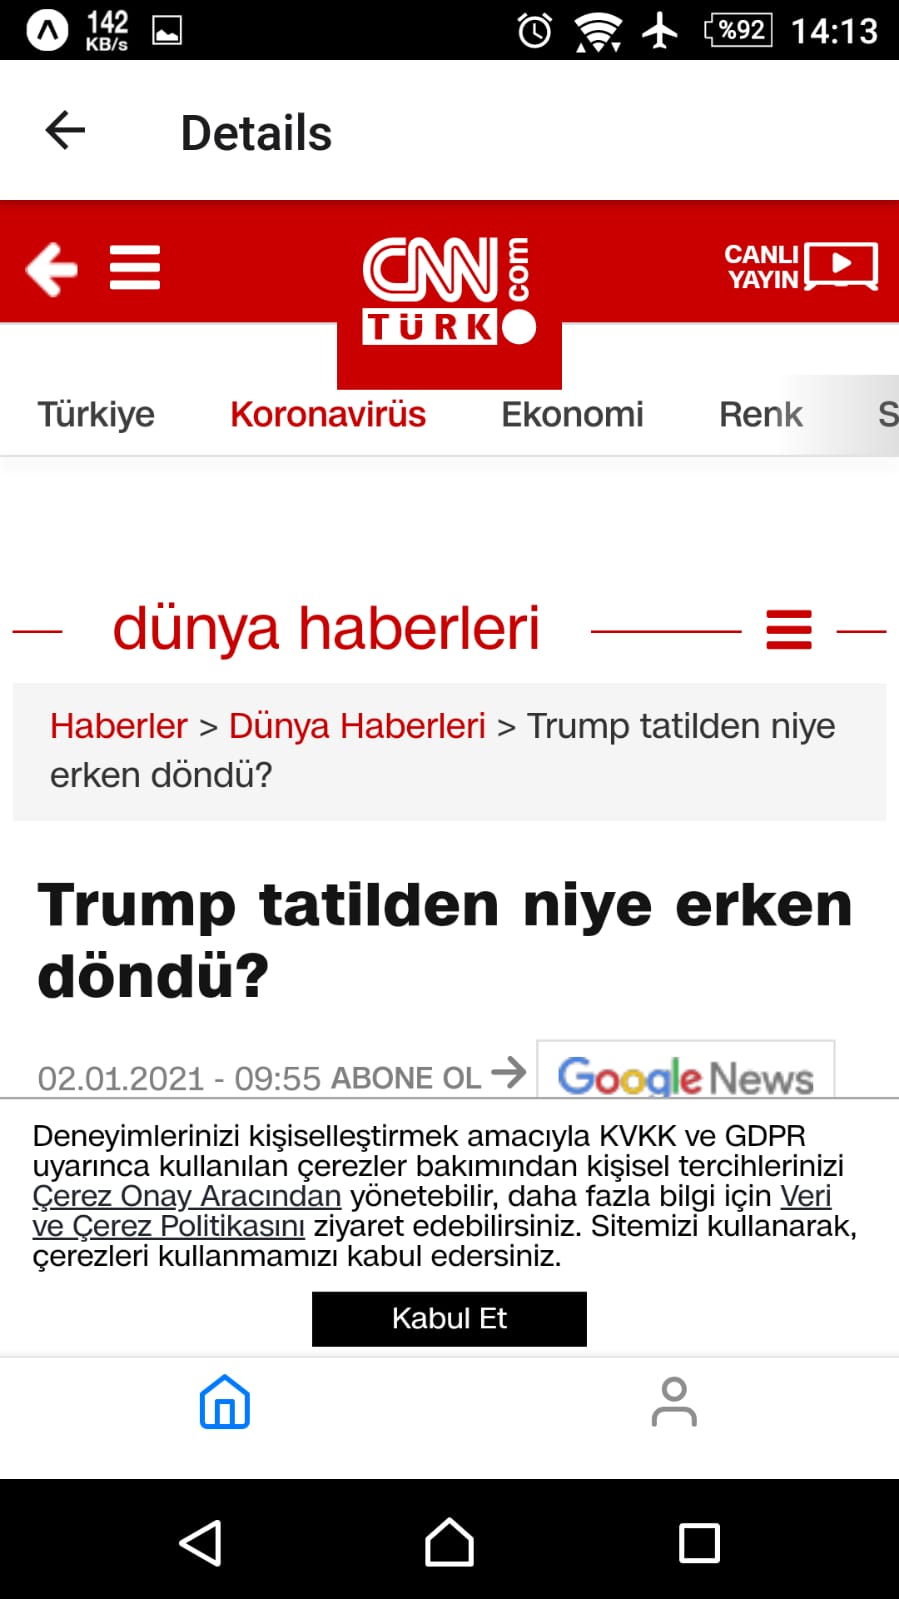 142
KB/s
%92
14:13
Details
CNN
com
TÜRK
CANLI
YAYIN
Türkiye
Koronavirüs
Ekonomi
Renk
S
dünya haberleri
Haberler > Dünya Haberleri > Trump tatilden niye
erken döndü?
Trump tatilden niye erken
döndü?
02.01.2021 - 09:55 ABONE OL
Google News
Deneyimlerinizi kişiselleştirmek amacıyla KVKK ve GDPR
uyarınca kullanılan çerezler bakımından kişisel tercihlerinizi
Çerez Onay Aracından yönetebilir, daha fazla bilgi için Veri
ve Çerez Politikasını ziyaret edebilirsiniz. Sitemizi kullanarak,
çerezleri kullanmamızı kabul edersiniz.
Kabul Et